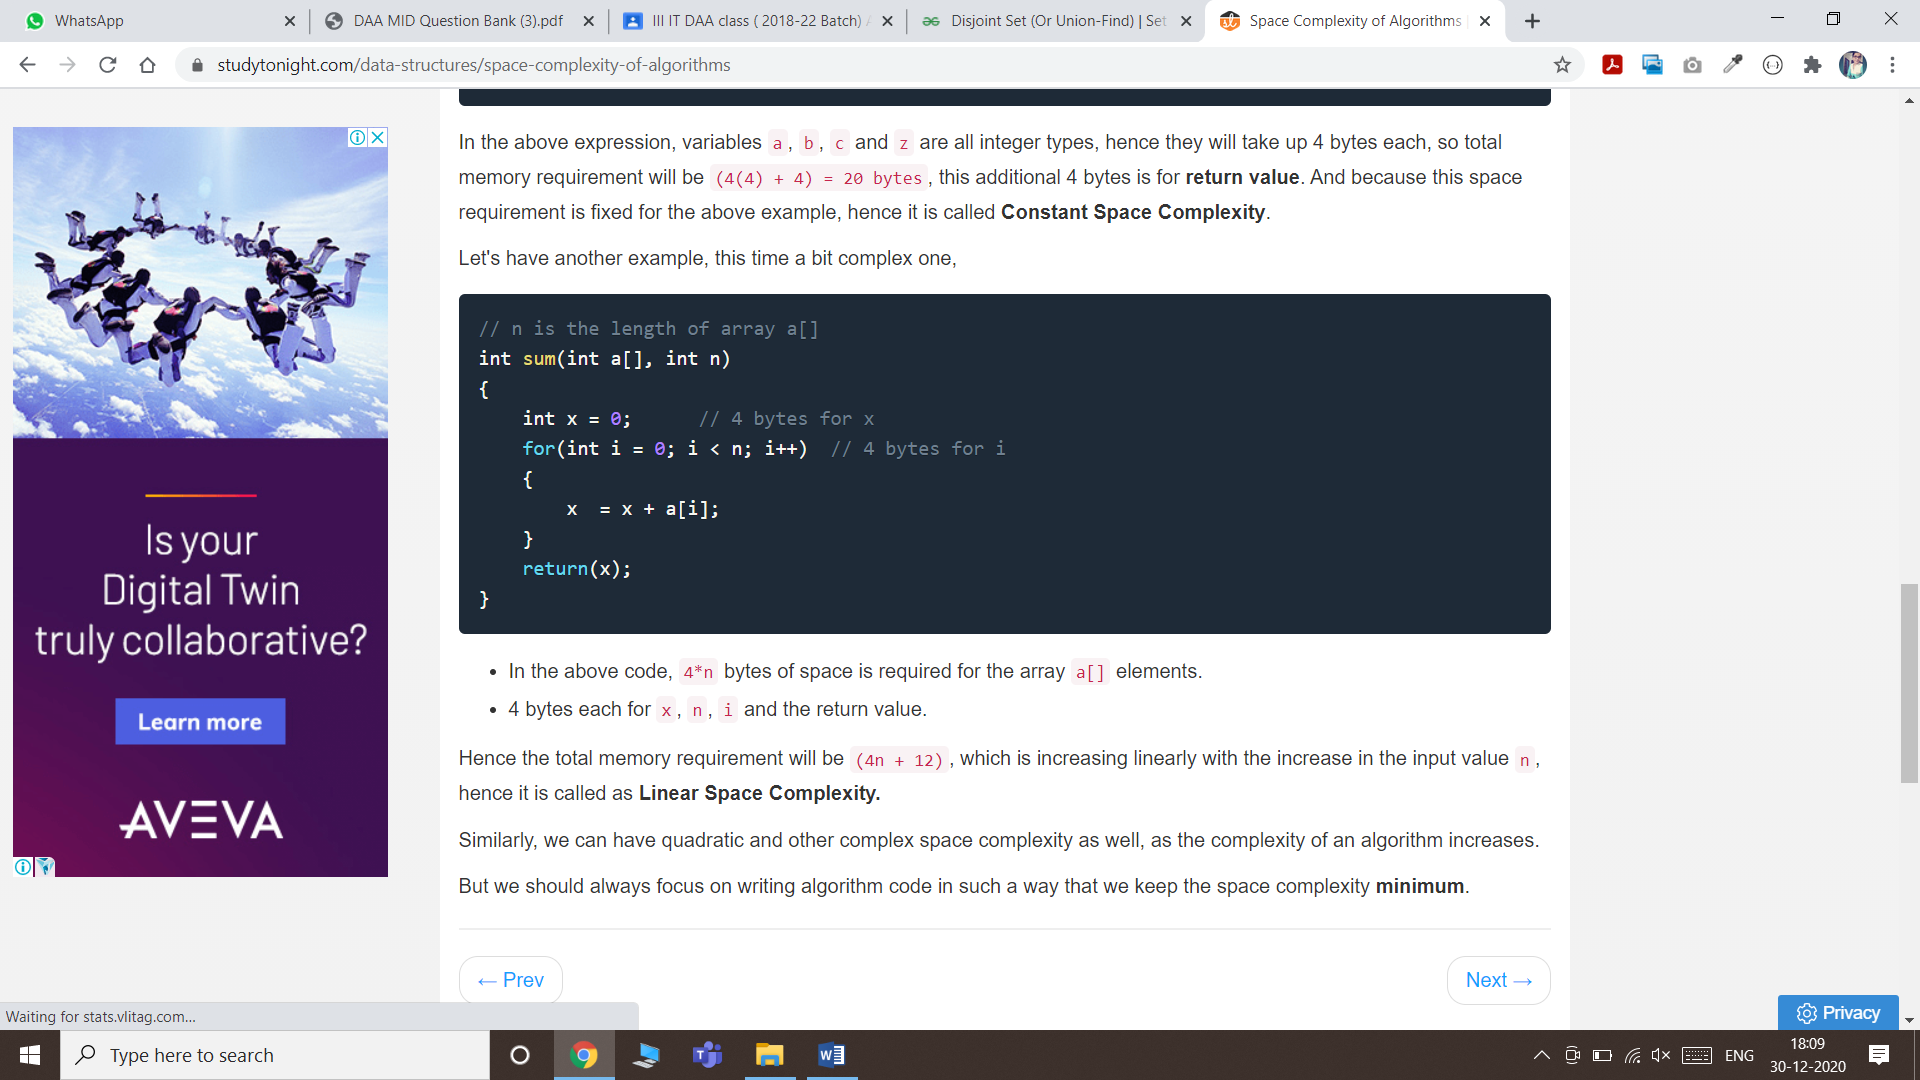 WhatsApp
DAA MID Question Bank (3).pdf
III IT DAA class ( 2018-22 Batch)
Disjoint Set (Or Union-Find) | Set
Space Complexity of Algorithms
studytonight.com/data-structures/space-complexity-of-algorithms
In the above expression, variables a, b, c and z are all integer types, hence they will take up 4 bytes each, so total
memory requirement will be (4(4) + 4) = 20 bytes, this additional 4 bytes is for return value. And because this space
requirement is fixed for the above example, hence it is called Constant Space Complexity.
Let's have another example, this time a bit complex one,
// n is the length of array a[]
int sum(int a[], int n)
{
int x = 0; // 4 bytes for x
for(int i = 0; i < n; i++) // 4 bytes for i
{
x = x + a[i];
}
return(x);
}
In the above code, 4*n bytes of space is required for the array a[] elements.
4 bytes each for x, n, i and the return value.
Hence the total memory requirement will be (4n + 12), which is increasing linearly with the increase in the input value n,
hence it is called as Linear Space Complexity.
Similarly, we can have quadratic and other complex space complexity as well, as the complexity of an algorithm increases.
But we should always focus on writing algorithm code in such a way that we keep the space complexity minimum.
← Prev
Next →
Is your
Digital Twin
truly collaborative?
Learn more
AVEVA
Privacy
Waiting for stats.vlitag.com...
Type here to search
ENG
18:09
30-12-2020